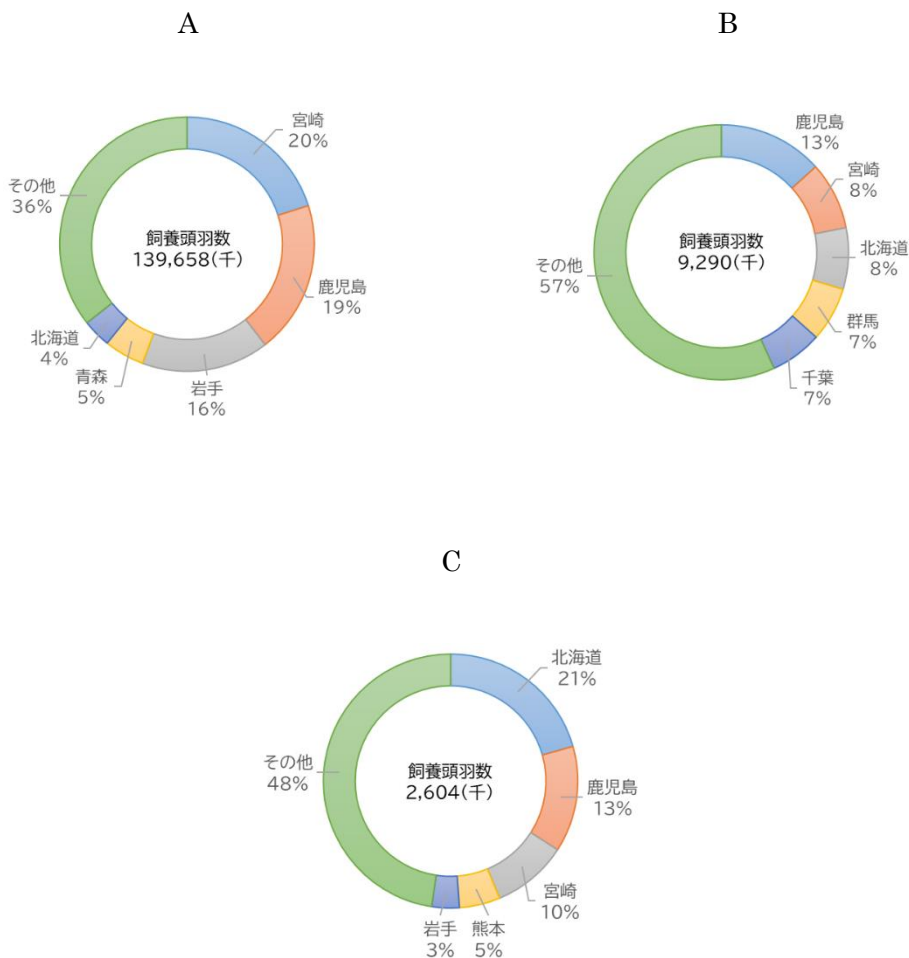 A
宮崎
20%
鹿児島
19%
岩手
16%
青森
5%
北海道
4%
その他
36%
飼養頭羽数
139,658(千)
B
鹿児島
13%
宮崎
8%
北海道
8%
群馬
7%
千葉
7%
その他
57%
飼養頭羽数
9,290(千)
C
北海道
21%
鹿児島
13%
宮崎
10%
熊本
5%
岩手
3%
その他
48%
飼養頭羽数
2,604(千)